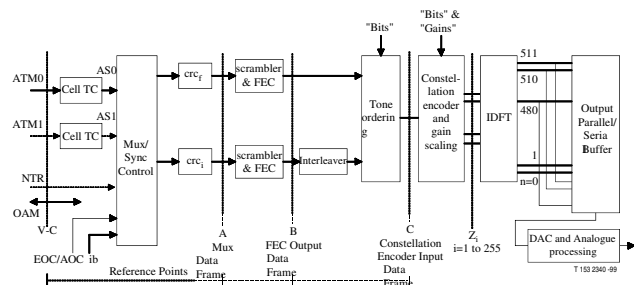 "Bits"
"Bits" &
"Gains"
ATM0
AS0
Cell TC
ATM1
AS1
Cell TC
NTR
OAM
V-C
EOC/AOC ib
Mux/
Sync
Control
crcf
crci
scrambler
& FEC
scrambler
& FEC
Interleaver
Tone
orderin
g
Constel-
lation
encoder
and
gain
scaling
IDFT
511
510
480
1
n=0
Output
Parallel/
Seria
Buffer
DAC and Analogue
processing
Zi
i=1 to 255
A
Mux
Data
Frame
B
FEC Output
Data
Frame
C
Constellation
Encoder Input
Data
Frame
Reference Points
T 153 2340 -99